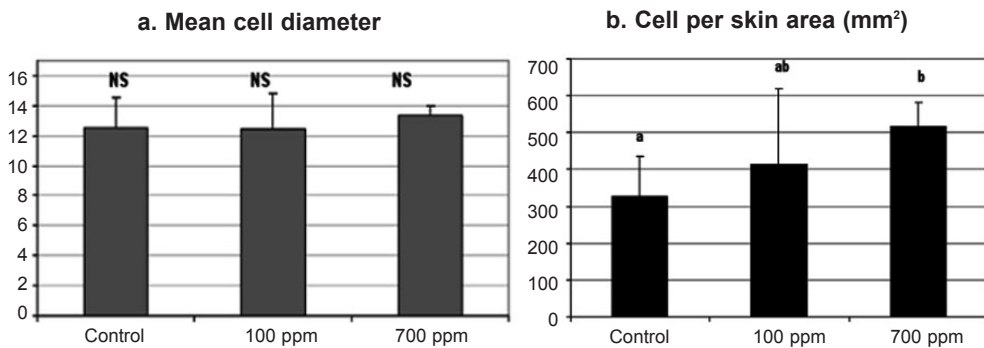 a. Mean cell diameter
16
14
12
10
8
6
4
2
0
NS
NS
NS
Control
100 ppm
700 ppm
b. Cell per skin area (mm²)
700
600
500
400
300
200
100
0
a
ab
b
Control
100 ppm
700 ppm